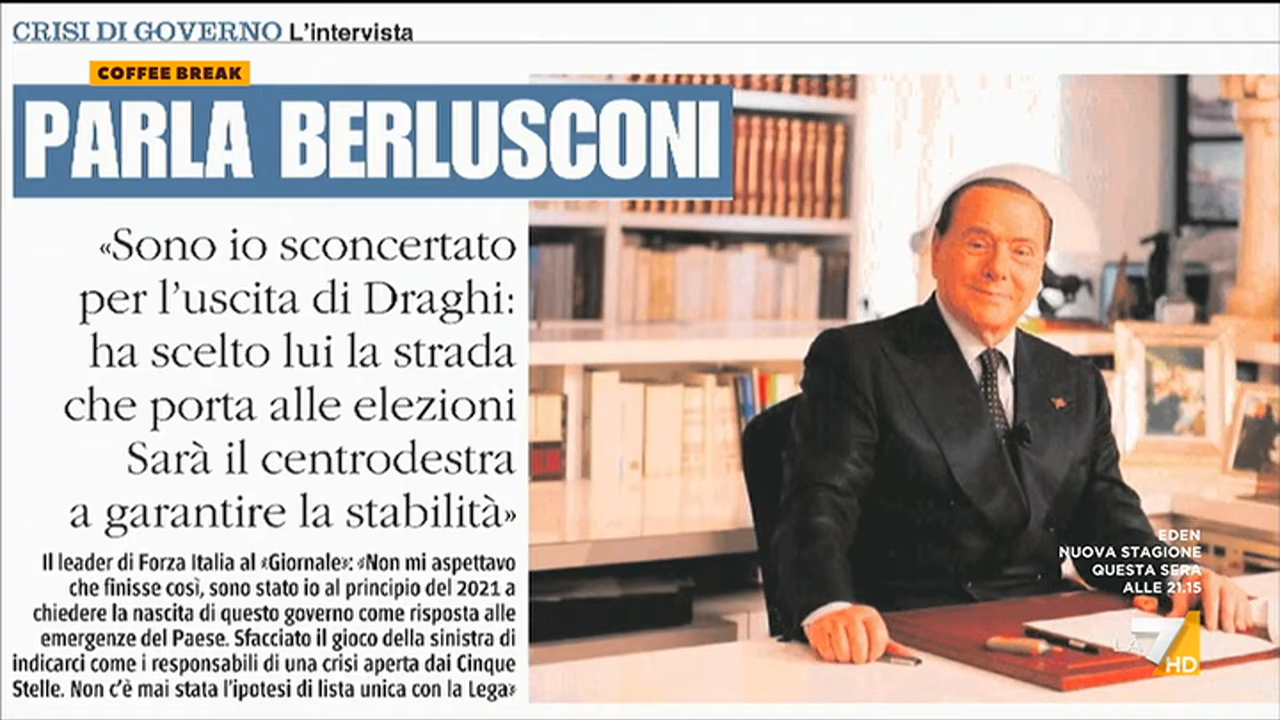 CRISI DI GOVERNO L'intervista
COFFEE BREAK
PARLA BERLUSCONI
«Sono io sconcertato
per l'uscita di Draghi:
ha scelto lui la strada
che porta alle elezioni
Sarà il centrodestra
a garantire la stabilità»
Il leader di Forza Italia al «Giornale»: «Non mi aspettavo
che finisse così, sono stato io al principio del 2021 a
chiedere la nascita di questo governo come risposta alle
emergenze del Paese. Sfacciato il gioco della sinistra di
indicarci come i responsabili di una crisi aperta dai Cinque
Stelle. Non c'è mai stata l'ipotesi di lista unica con la Lega»
EDEN
NUOVA STAGIONE
QUESTA SERA
ALLE 21.15
LA7
HD